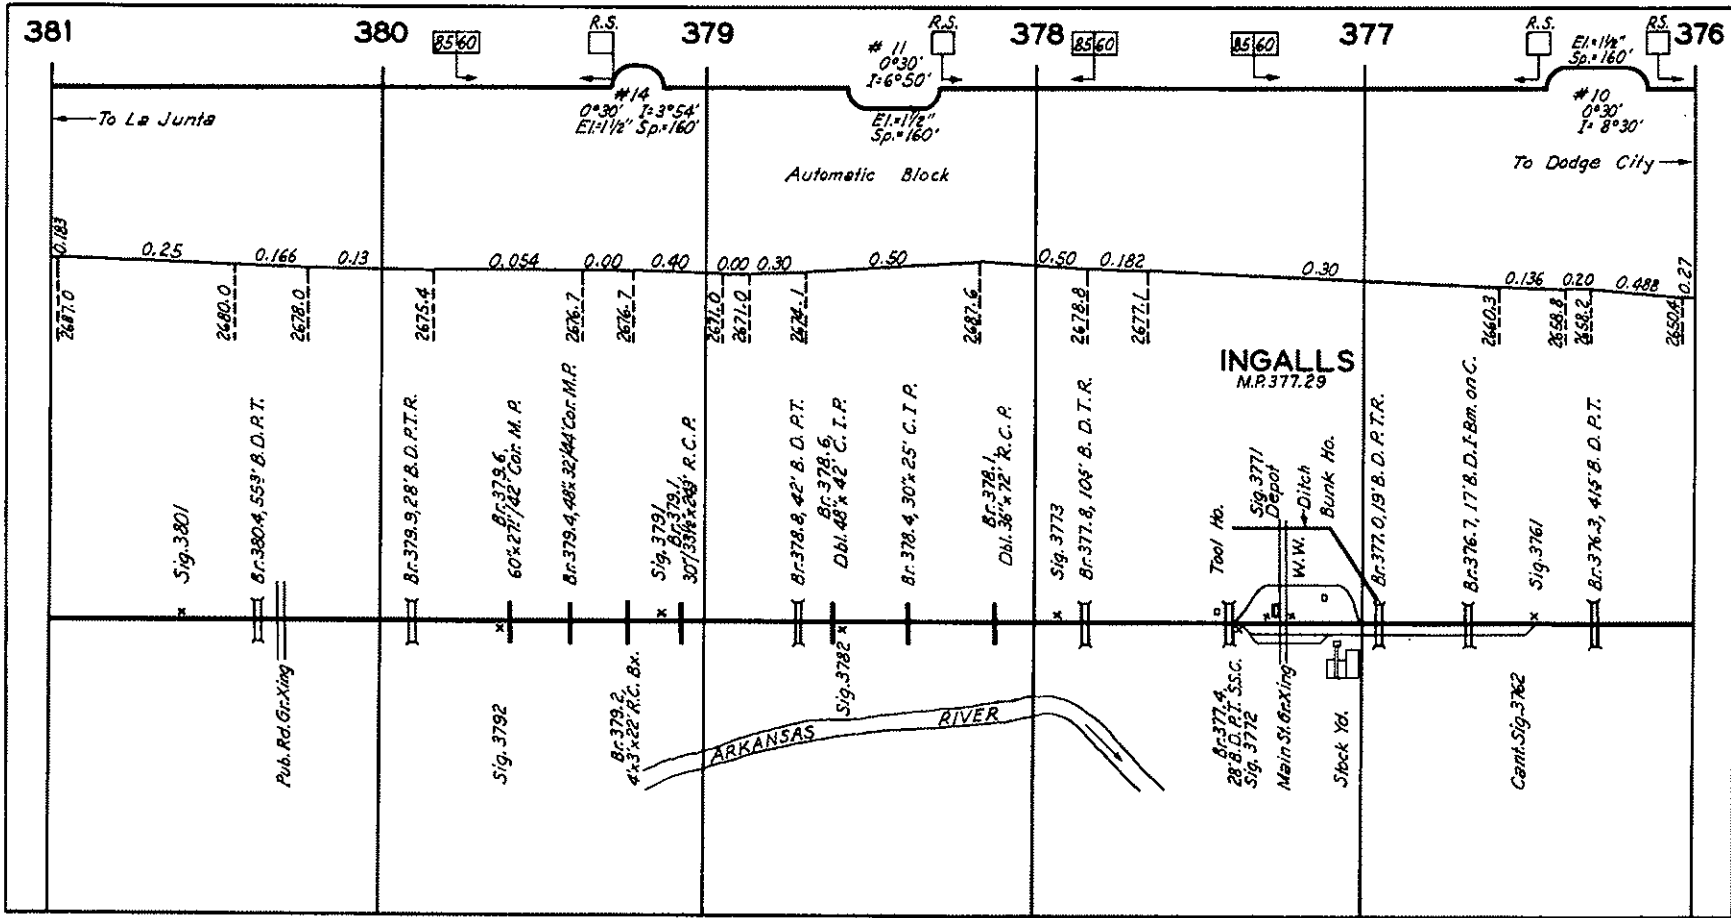 381
380
379
378
377
376
85 60
R.S.
R.S.
85 60
85 60
R.S.
R.S.
#14
0°30' I=3°54'
El=1½" Sp.=160'
# 11
0°30'
I=6°50'
El.=1½"
Sp.=160'
El.=1½"
Sp.=160'
#10
0°30'
I= 8°30'
To La Junta
To Dodge City
Automatic Block
0.183
0.25
0.166
0.13
0.054
0.00
0.40
0.00
0.30
0.50
0.50
0.182
0.30
0.136
0.20
0.488
0.27
2687.0
2680.0
2678.0
2675.4
2676.7
2676.7
2671.0
2671.0
2674.1
2687.6
2678.8
2677.1
2660.3
2658.8
2658.2
2650.4
INGALLS
M.P.377.29
Sig.3801
Br.380.4, 559' B.D.P.T.
Pub.Rd.Gr.Xing
Br.379.9,28' B.D.P.T.R.
Sig.3792
Br.379.6,
60"x27'/42' Cor. M.P.
Br.379.4,48"x32'/44'Cor. M.P.
Br.379.2,
4'x3'x22' R.C. Bx.
Sig.3791
Br.379.1,
R.C.P.
Br.378.8, 42' B.D.P.T.
Br.378.6,
Dbl.48"x 42' C.I.P.
Sig.3782
Br.378.4, 30"x25' C.I.P.
Br.378.1,
Dbl.36"x72' R.C.P.
Sig.3773
Br.377.8, B.D.T.R.
ARKANSAS RIVER
Tool Ho.
Br.377.4,
28'B.D.P.T. S.S.C.
Sig.3772
Sig.3771
Depot
Main St.Gr.Xing
W.W.
Ditch
Bunk Ho.
Stock Yd.
Br.377.0,19'B.D.P.T.R.
Br.376.7, 17'B.D.I-Bm. on C.
Cant.Sig.3762
Sig.3761
Br.376.3, B.D.P.T.